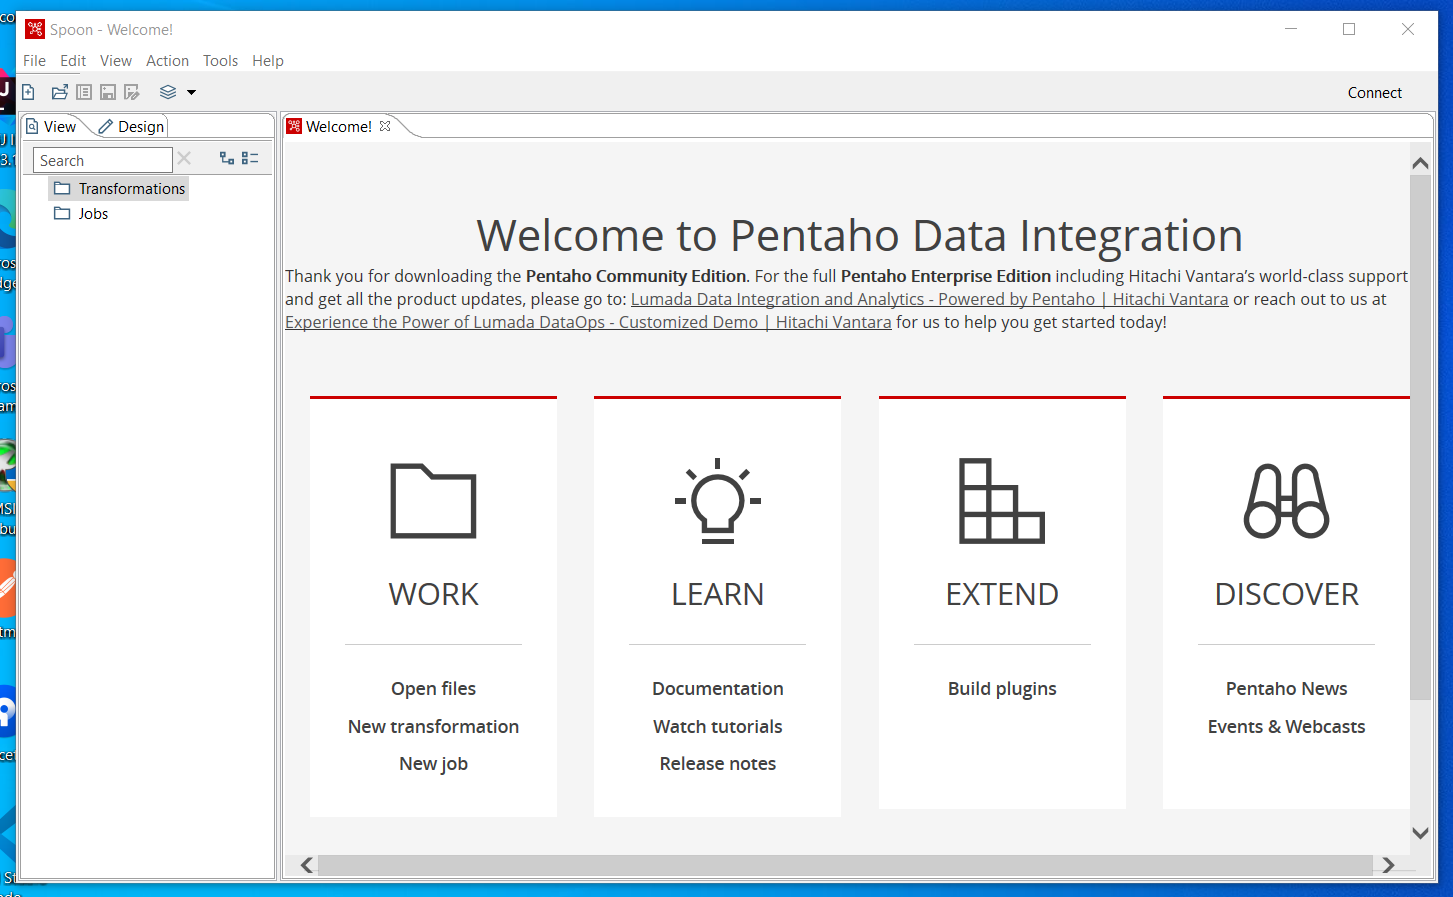 Spoon - Welcome!
File Edit View Action Tools Help
Connect
View Design
Welcome!
Search
Transformations
Jobs
Welcome to Pentaho Data Integration
Thank you for downloading the Pentaho Community Edition. For the full Pentaho Enterprise Edition including Hitachi Vantara’s world-class support
and get all the product updates, please go to: Lumada Data Integration and Analytics - Powered by Pentaho | Hitachi Vantara or reach out to us at
Experience the Power of Lumada DataOps - Customized Demo | Hitachi Vantara for us to help you get started today!
WORK
Open files
New transformation
New job
LEARN
Documentation
Watch tutorials
Release notes
EXTEND
Build plugins
DISCOVER
Pentaho News
Events & Webcasts